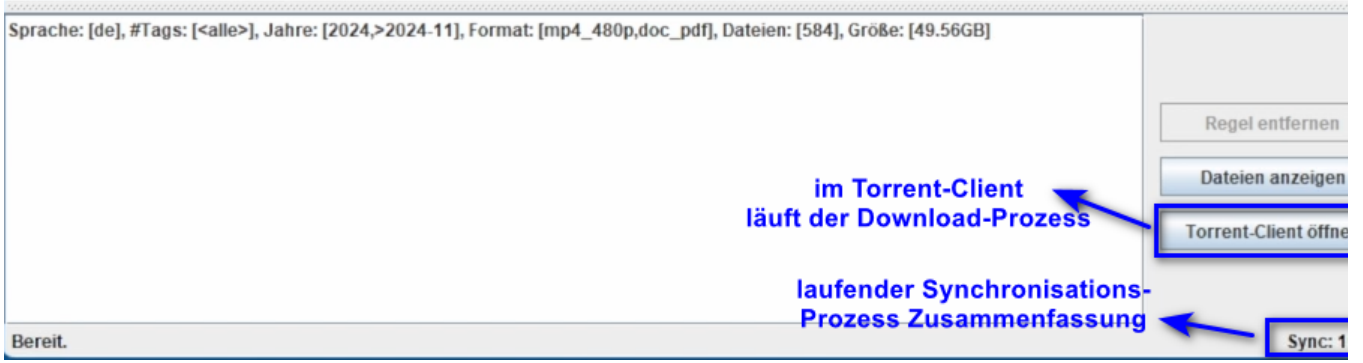 Sprache: [de], #Tags: [<alle>], Jahre: [2024,>2024-11], Format: [mp4_480p,doc_pdf], Dateien: [584], Größe: [49.56GB]
Regel entfernen
Dateien anzeigen
im Torrent-Client
läuft der Download-Prozess
Torrent-Client öffne
laufender Synchronisations-
Prozess Zusammenfassung
Bereit.
Sync: 1